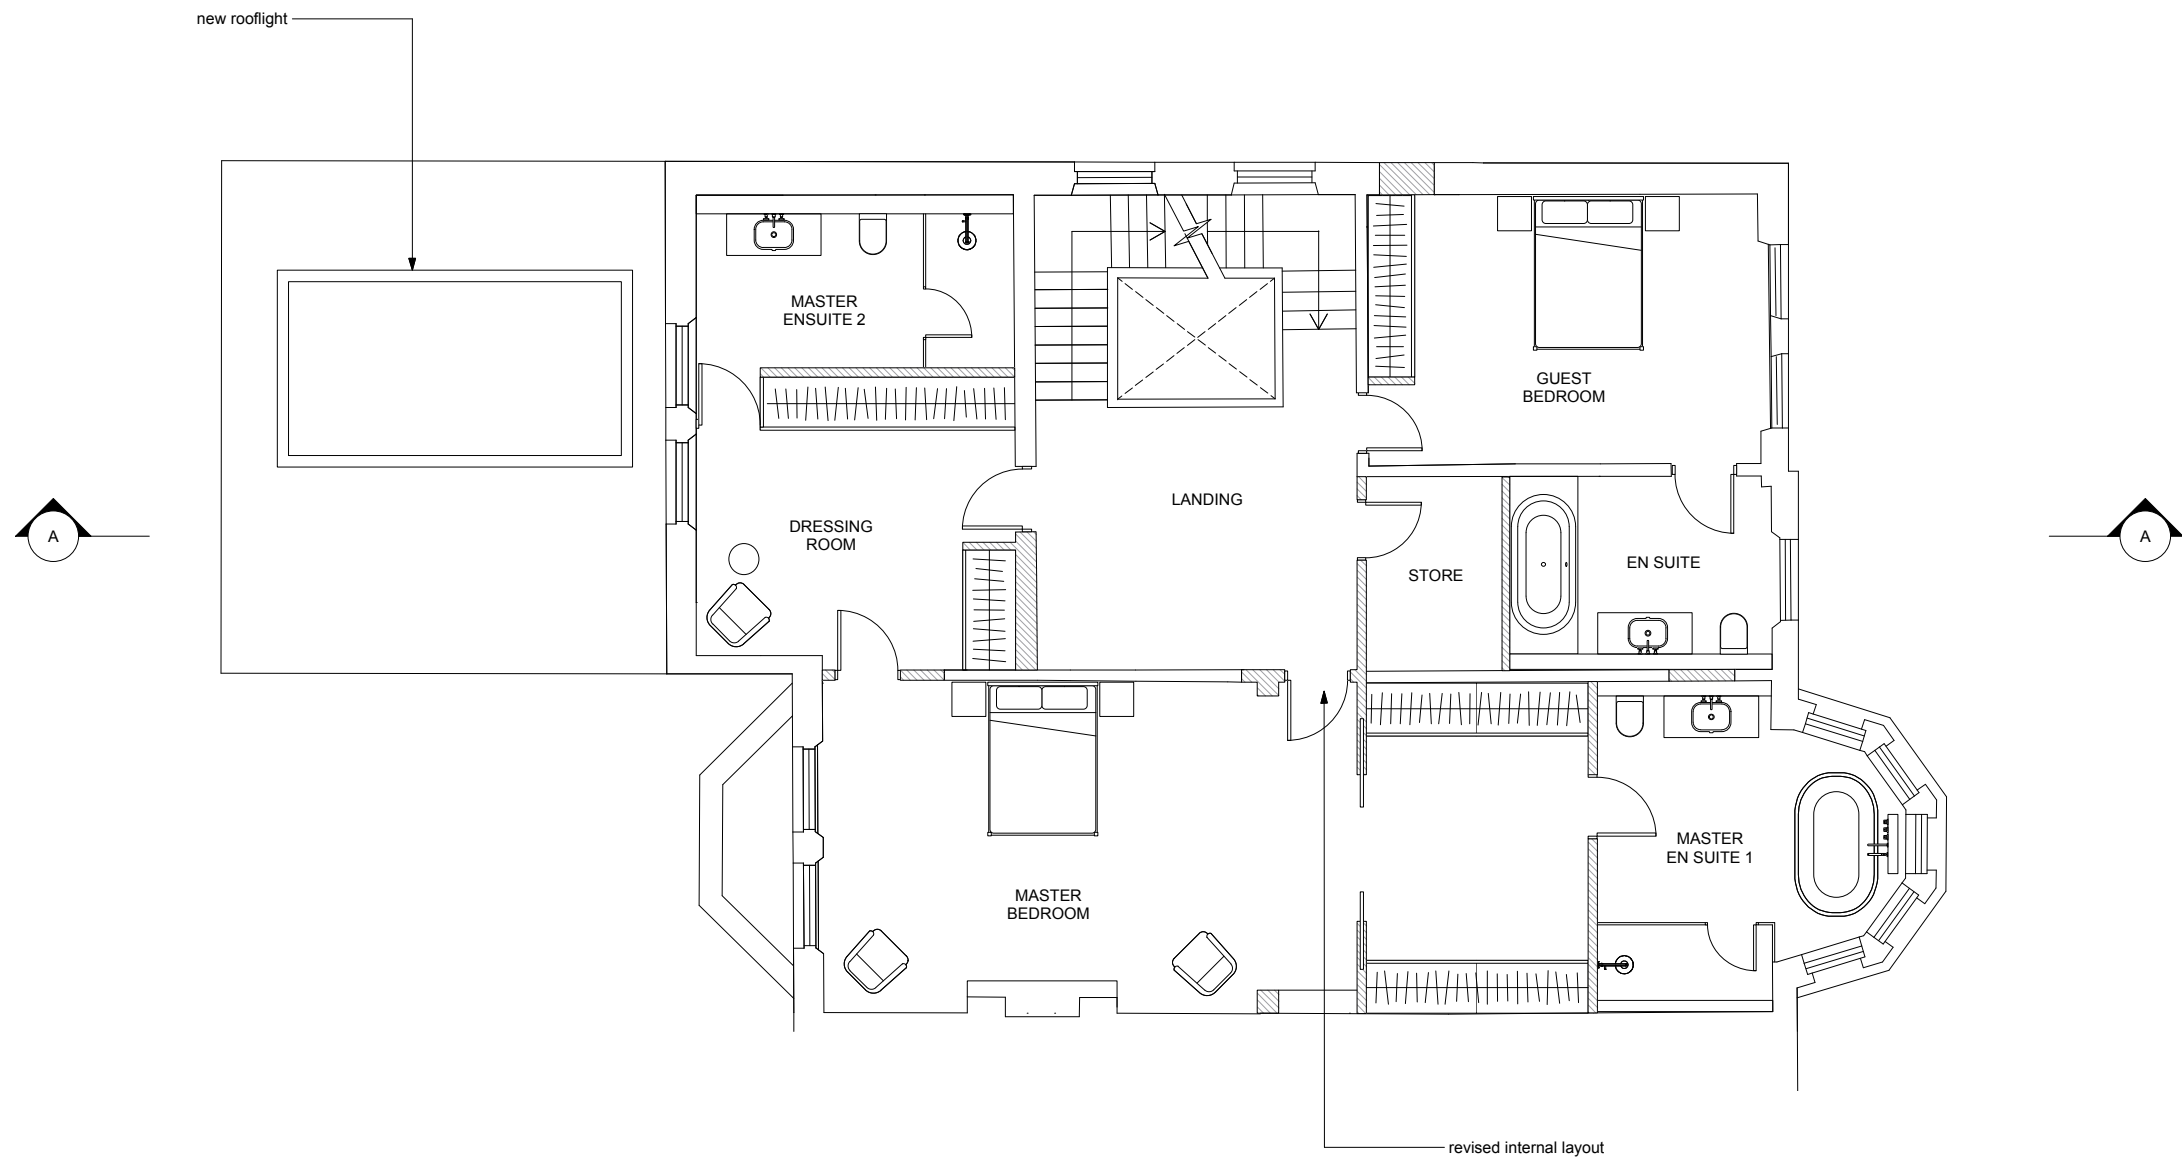 new rooflight
MASTER
ENSUITE 2
GUEST
BEDROOM
LANDING
DRESSING
ROOM
A
A
EN SUITE
STORE
MASTER
EN SUITE 1
MASTER
BEDROOM
revised internal layout